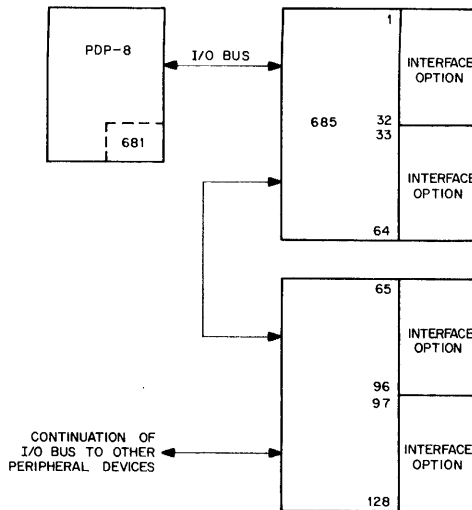 PDP-8
681
I/O BUS
685
1
32
33
64
INTERFACE
OPTION
INTERFACE
OPTION
65
96
97
128
INTERFACE
OPTION
INTERFACE
OPTION
CONTINUATION OF
I/O BUS TO OTHER
PERIPHERAL DEVICES